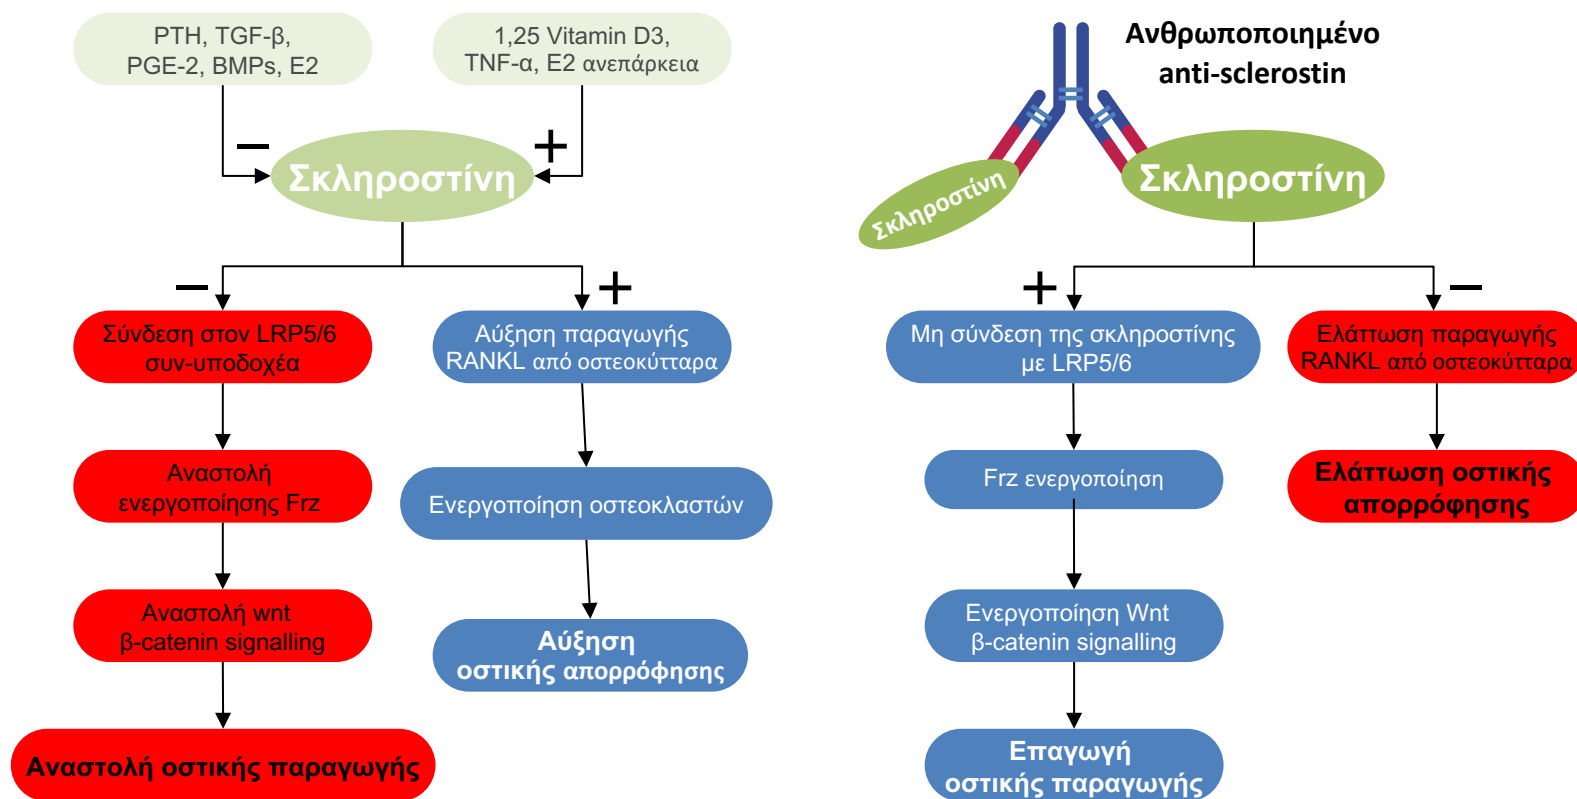 PTH, TGF-β,
PGE-2, BMPs, E2
1,25 Vitamin D3,
TNF-α, E2 ανεπάρκεια
–
+
Σκληροστίνη
–
+
Σύνδεση στον LRP5/6
συν-υποδοχέα
Αύξηση παραγωγής
RANKL από οστεοκύτταρα
Αναστολή
ενεργοποίησης Frz
Ενεργοποίηση οστεοκλαστών
Αναστολή wnt
β-catenin signalling
Αύξηση
οστικής απορρόφησης
Αναστολή οστικής παραγωγής
Ανθρωποποιημένο
anti-sclerostin
Σκληροστίνη
Σκληροστίνη
+
–
Μη σύνδεση της σκληροστίνης
με LRP5/6
Ελάττωση παραγωγής
RANKL από οστεοκύτταρα
Frz ενεργοποίηση
Ελάττωση οστικής
απορρόφησης
Ενεργοποίηση Wnt
β-catenin signalling
Επαγωγή
οστικής παραγωγής